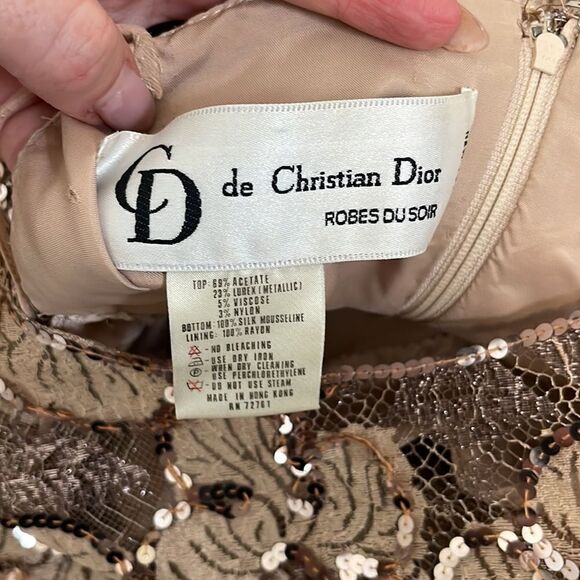 CD de Christian Dior
ROBES DU SOIR
TOP: 69% ACETATE
23% LUREX (METALLIC)
5% VISCOSE
3% NYLON
BOTTOM: 100% SILK MOUSSELINE
LINING: 100% RAYON
- NO BLEACHING
- USE DRY IRON
- WHEN DRY CLEANING
USE PERCHLORETHYLENE
- DO NOT USE STEAM
MADE IN HONG KONG
RN 72761